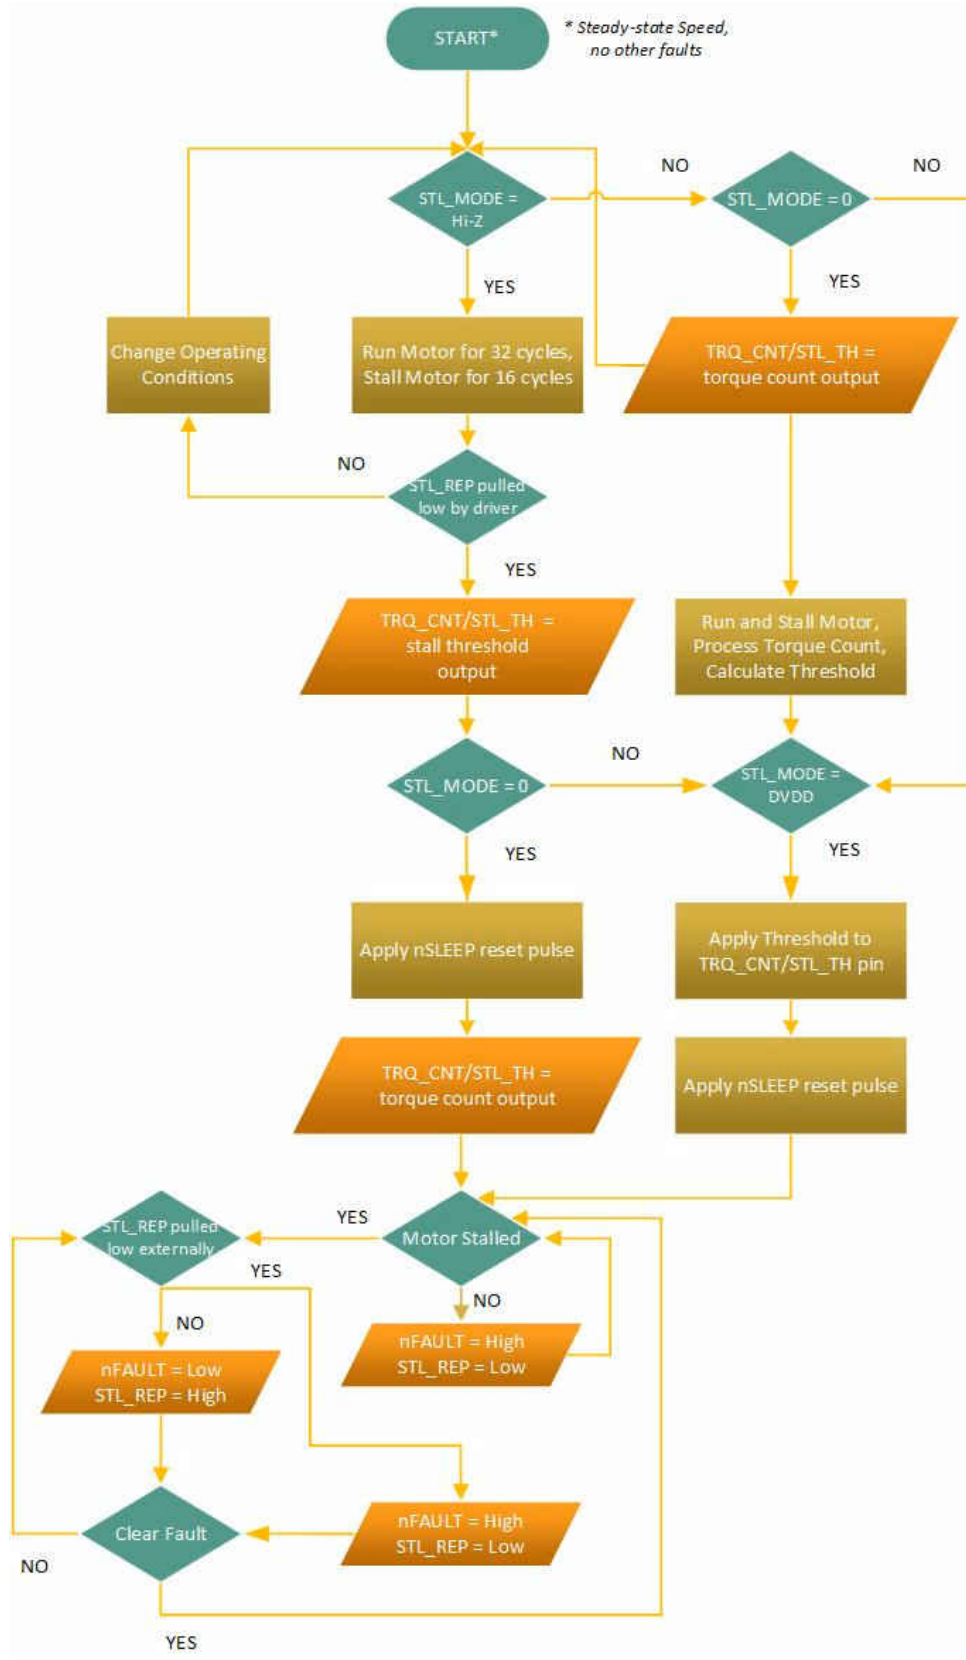 START*
* Steady-state Speed,
no other faults
STL_MODE =
Hi-Z
NO
STL_MODE = 0
NO
YES
YES
Change Operating
Conditions
Run Motor for 32 cycles,
Stall Motor for 16 cycles
TRQ_CNT/STL_TH =
torque count output
NO
STL_REP pulled
low by driver
YES
TRQ_CNT/STL_TH =
stall threshold
output
Run and Stall Motor,
Process Torque Count,
Calculate Threshold
STL_MODE = 0
NO
STL_MODE =
DVDD
YES
YES
Apply nSLEEP reset pulse
Apply Threshold to
TRQ_CNT/STL_TH pin
TRQ_CNT/STL_TH =
torque count output
Apply nSLEEP reset pulse
STL_REP pulled
low externally
YES
Motor Stalled
YES
NO
NO
nFAULT = High
STL_REP = Low
nFAULT = Low
STL_REP = High
Clear Fault
nFAULT = High
STL_REP = Low
NO
YES